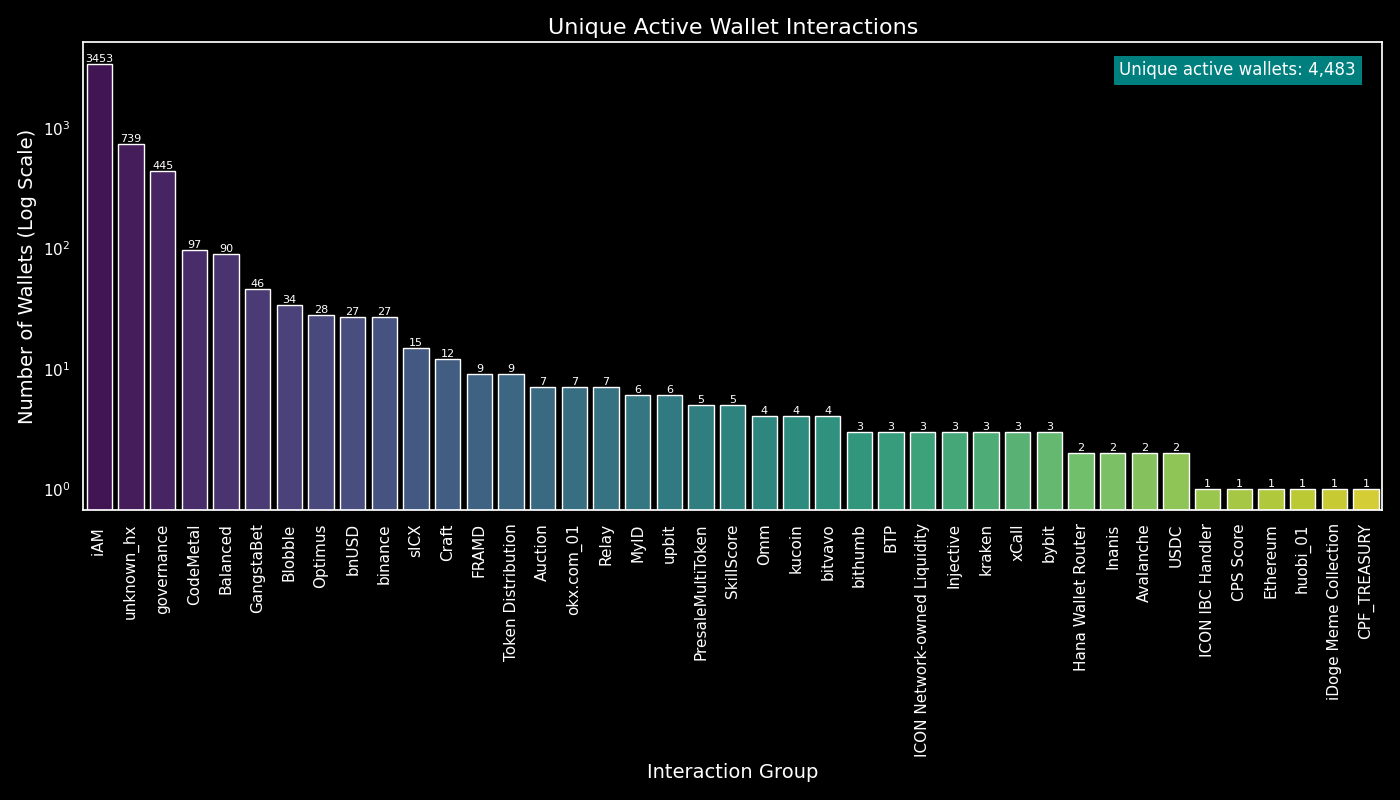 Unique Active Wallet Interactions
Unique active wallets: 4,483
Number of Wallets (Log Scale)
10³
10²
10¹
10⁰
3453
739
445
97
90
46
34
28
27
27
15
12
9
9
7
7
7
6
6
5
5
4
4
4
3
3
3
3
3
3
3
2
2
2
2
1
1
1
1
1
1
iAM
unknown_hx
governance
CodeMetal
Balanced
GangstaBet
Blobble
Optimus
bnUSD
binance
sICX
Craft
FRAMD
Token Distribution
Auction
okx.com_01
Relay
MyID
upbit
PresaleMultiToken
SkillScore
Omm
kucoin
bitvavo
bithumb
BTP
ICON Network-owned Liquidity
Injective
kraken
xCall
bybit
Hana Wallet Router
Inanis
Avalanche
USDC
ICON IBC Handler
CPS Score
Ethereum
huobi_01
iDoge Meme Collection
CPF_TREASURY
Interaction Group